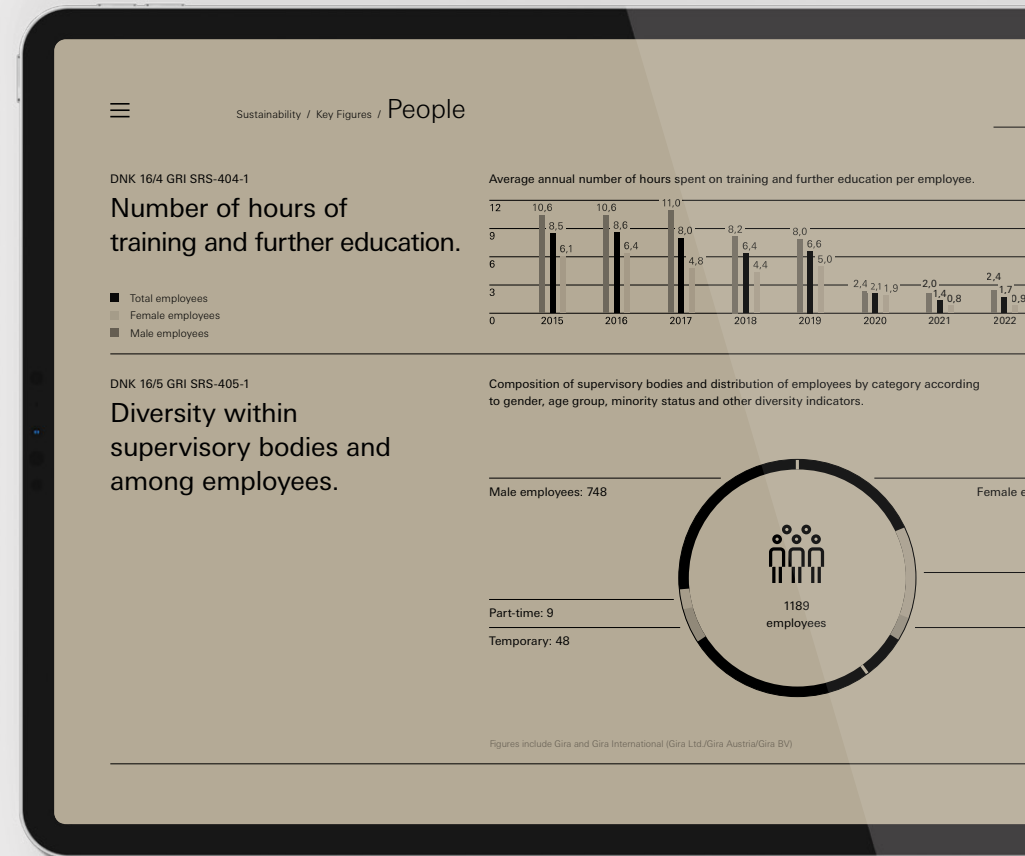 Sustainability / Key Figures / People
DNK 16/4 GRI SRS-404-1
Number of hours of
training and further education.
Total employees
Female employees
Male employees
Average annual number of hours spent on training and further education per employee.
12
9
6
3
0
10,6 8,5 6,1
10,6 8,6 6,4
11,0 8,0 4,8
8,2 6,4 4,4
8,0 6,6 5,0
2,4 2,1 1,9
2,0 1,4 0,8
2,4 1,7 0,9
2015 2016 2017 2018 2019 2020 2021 2022
DNK 16/5 GRI SRS-405-1
Diversity within
supervisory bodies and
among employees.
Composition of supervisory bodies and distribution of employees by category according
to gender, age group, minority status and other diversity indicators.
Male employees: 748
Female e
Part-time: 9
Temporary: 48
1189
employees
Figures include Gira and Gira International (Gira Ltd./Gira Austria/Gira BV)